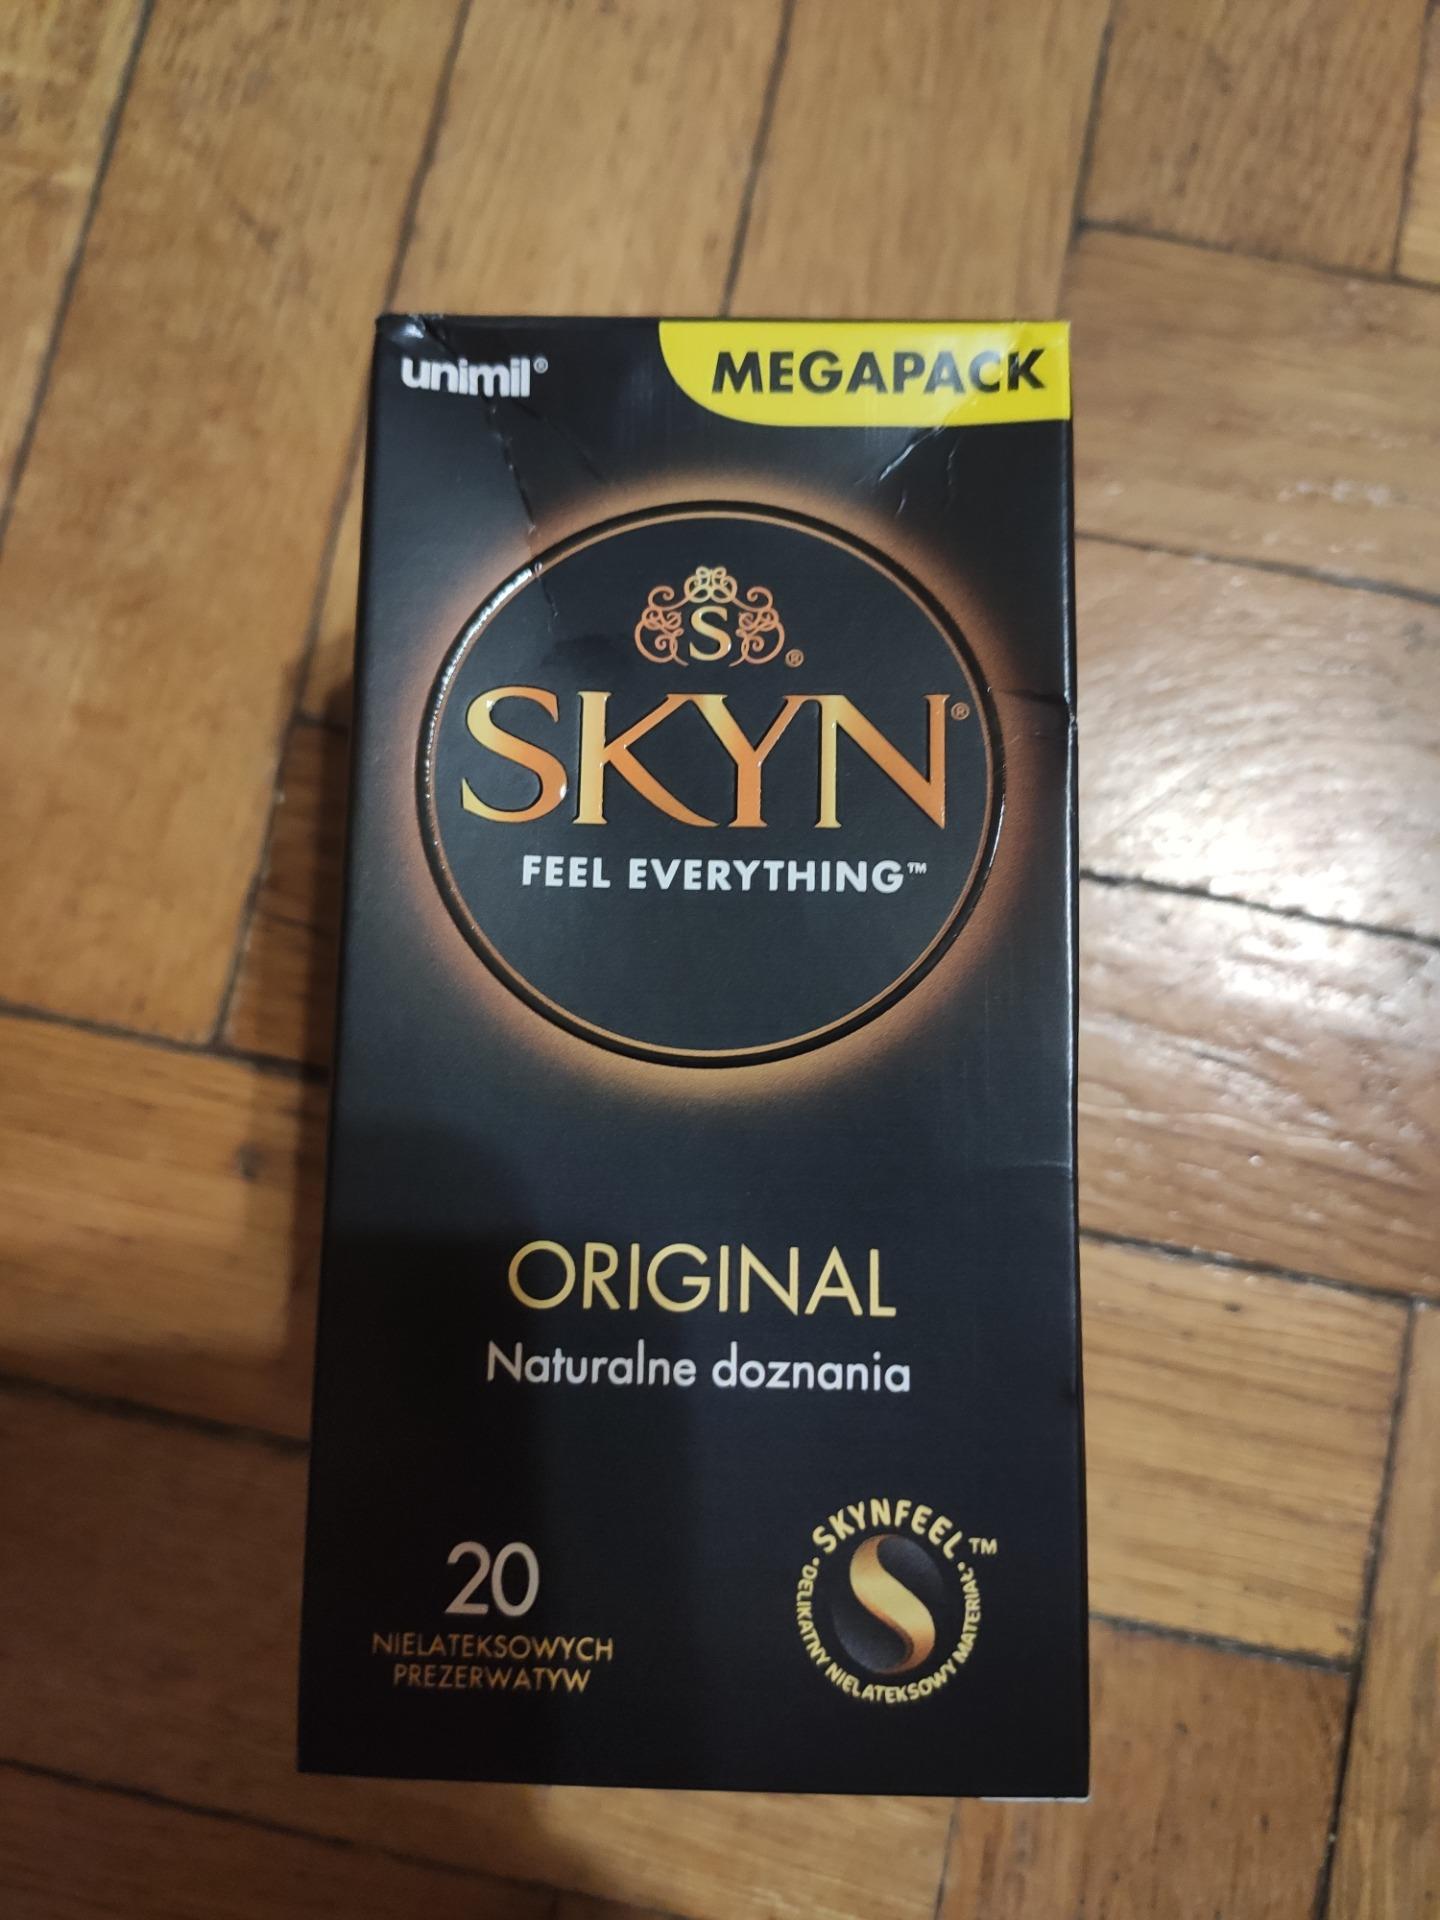 unimil®
MEGAPACK
S®
SKYN®
FEEL EVERYTHING™
ORIGINAL
Naturalne doznania
20
NIELATEKSOWYCH
PREZERWATYW
SKYNFEEL™
• DELIKATNY NIELATEKSOWY MATERIAŁ •